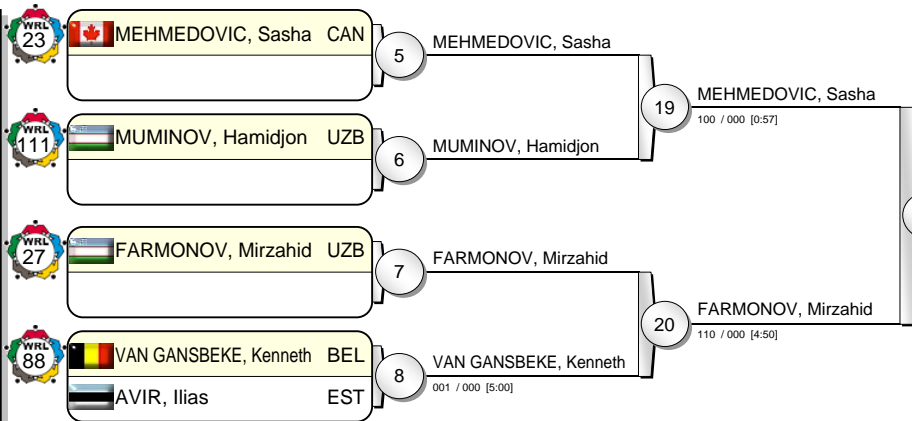 WRL
23
MEHMEDOVIC, Sasha CAN
5
MEHMEDOVIC, Sasha
19
MEHMEDOVIC, Sasha
100 / 000 [0:57]
WRL
111
MUMINOV, Hamidjon UZB
6
MUMINOV, Hamidjon
WRL
27
FARMONOV, Mirzahid UZB
7
FARMONOV, Mirzahid
20
FARMONOV, Mirzahid
110 / 000 [4:50]
WRL
88
VAN GANSBEKE, Kenneth BEL
AVIR, Ilias EST
8
VAN GANSBEKE, Kenneth
001 / 000 [5:00]